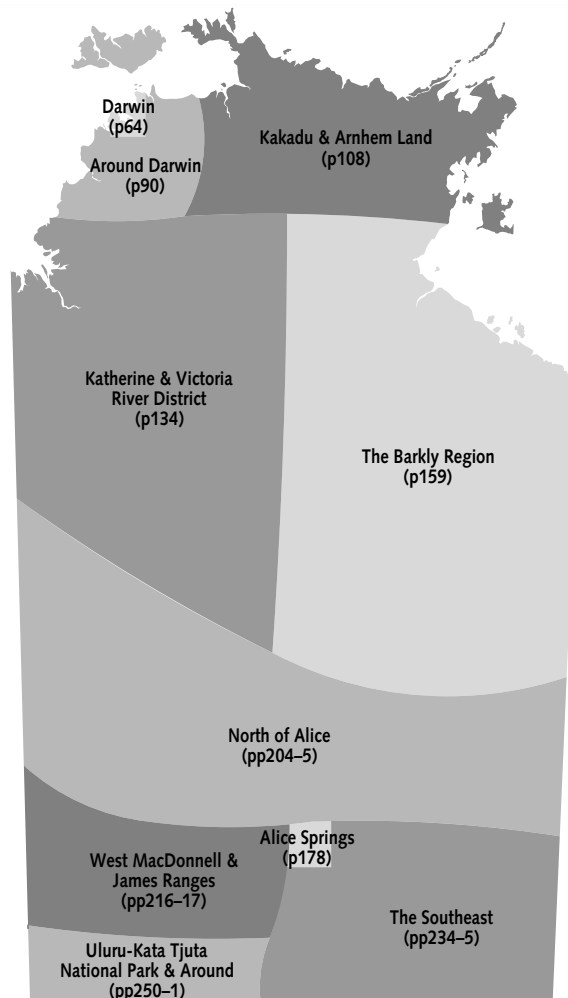 Darwin
(p64)
Around Darwin
(p90)
Kakadu & Arnhem Land
(p108)
Katherine & Victoria
River District
(p134)
The Barkly Region
(p159)
North of Alice
(pp204–5)
Alice Springs
(p178)
West MacDonnell &
James Ranges
(pp216–17)
The Southeast
(pp234–5)
Uluru-Kata Tjuta
National Park & Around
(pp250–1)